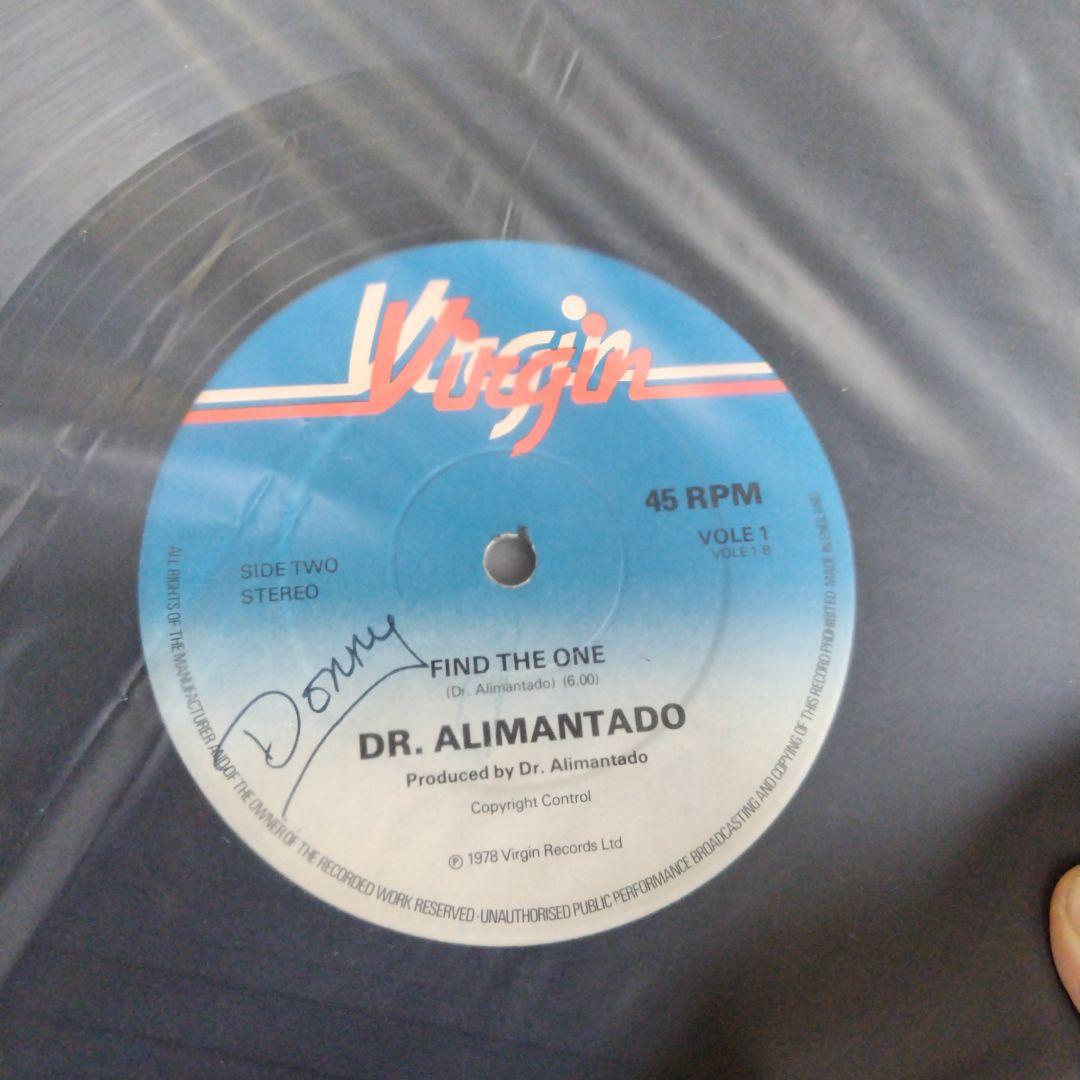 Virgin
45 RPM
VOLE 1
VOLE 1-B
SIDE TWO
STEREO
Donny
FIND THE ONE
(Dr. Alimantado) (6.00)
DR. ALIMANTADO
Produced by Dr. Alimantado
Copyright Control
℗ 1978 Virgin Records Ltd
ALL RIGHTS OF THE MANUFACTURER AND OF THE OWNER OF THE RECORDED WORK RESERVED · UNAUTHORISED PUBLIC PERFORMANCE BROADCASTING AND COPYING OF THIS RECORD PROHIBITED · MADE IN ENGLAND